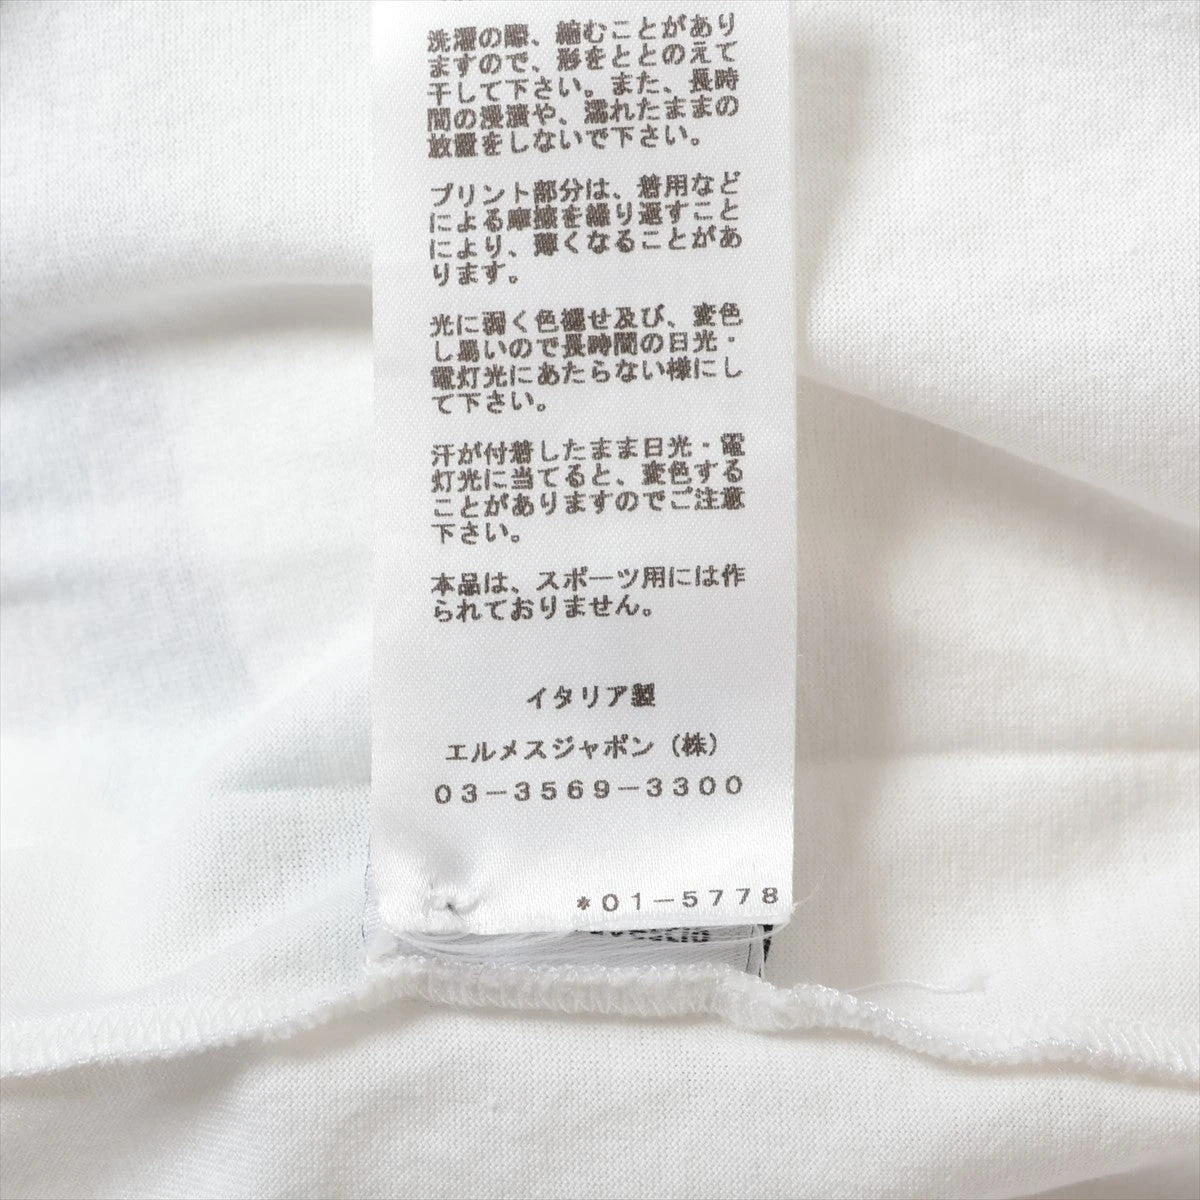 洗濯の際、縮むことがあり
ますので、形をととのえて
干して下さい。また、長時
間の浸漬や、濡れたままの
放置をしないで下さい。
プリント部分は、着用など
による摩擦を繰り返すこと
により、薄くなることがあ
ります。
光に弱く色褪せ及び、変色
し易いので長時間の日光・
電灯光にあたらない様にし
て下さい。
汗が付着したまま日光・電
灯光に当てると、変色する
ことがありますのでご注意
下さい。
本品は、スポーツ用には作
られておりません。
イタリア製
エルメスジャポン（株）
03-3569-3300
*01-5778